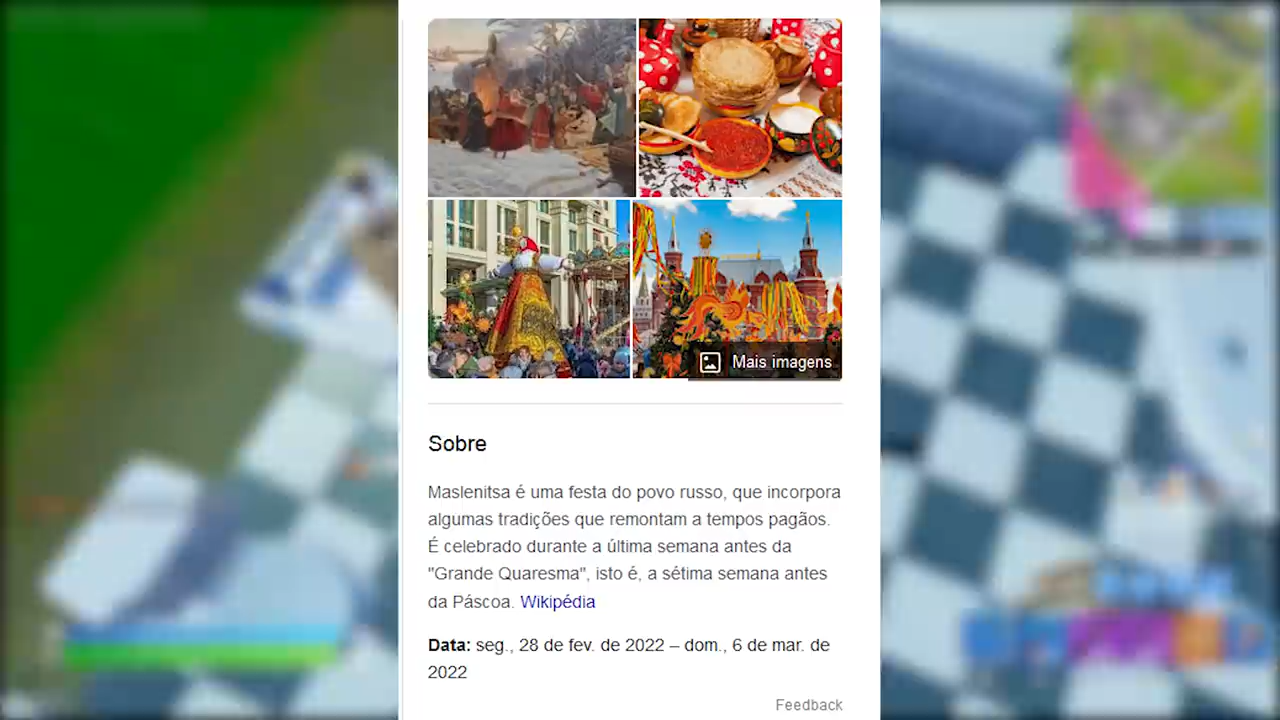 Mais imagens
Sobre
Maslenitsa é uma festa do povo russo, que incorpora
algumas tradições que remontam a tempos pagãos.
É celebrado durante a última semana antes da
"Grande Quaresma", isto é, a sétima semana antes
da Páscoa. Wikipédia
Data: seg., 28 de fev. de 2022 – dom., 6 de mar. de
2022
Feedback